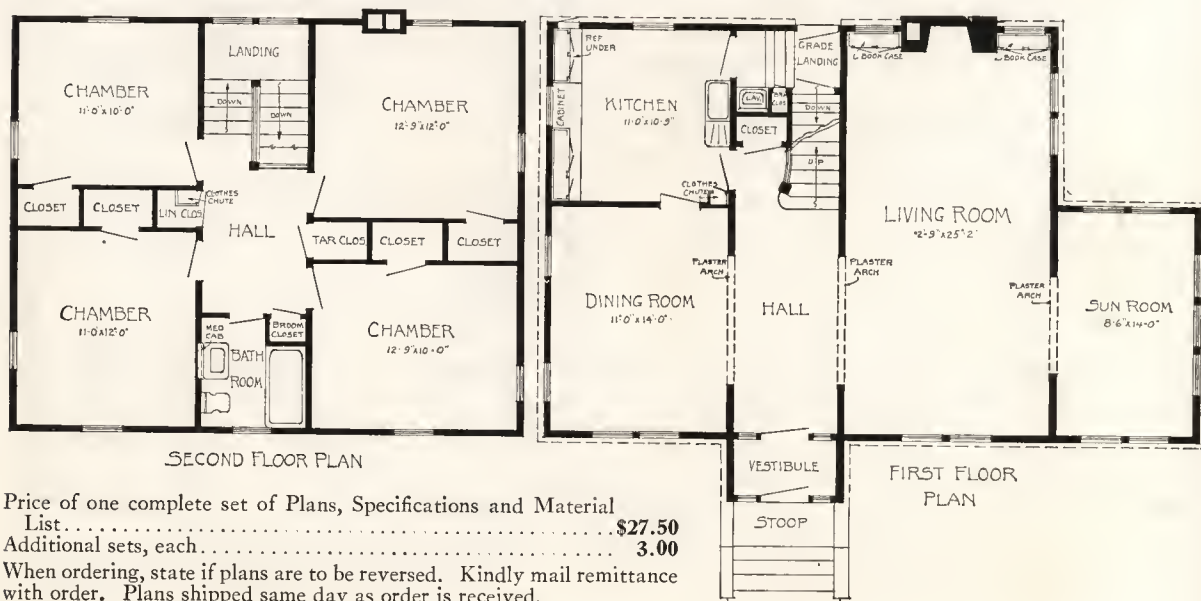 LANDING
CHAMBER
11'-0"x10'-0"
DOWN
DOWN
CHAMBER
12'-9"x12'-0"
CLOTHES
CHUTE
CLOSET
CLOSET
LIN CLOS
HALL
TAR CLOS
CLOSET
CLOSET
CHAMBER
11'-0"x12'-0"
CHAMBER
12'-9"x10'-0"
MED
CAB
BROOM
CLOSET
BATH
ROOM
SECOND FLOOR PLAN
REF
UNDER
GRADE
LANDING
BOOK CASE
BOOK CASE
KITCHEN
11'-0"x10'-9"
CABINET
LAV.
CLOSET
DOWN
UP
CLOTHES
CHUTE
LIVING ROOM
12'-9"x25'-2"
PLASTER
ARCH
PLASTER
ARCH
PLASTER
ARCH
DINING ROOM
11'-0"x14'-0"
HALL
SUN ROOM
8'-6"x14'-0"
VESTIBULE
STOOP
FIRST FLOOR
PLAN
Price of one complete set of Plans, Specifications and Material
List........................................................$27.50
Additional sets, each........................................ 3.00
When ordering, state if plans are to be reversed. Kindly mail remittance
with order. Plans shipped same day as order is received.